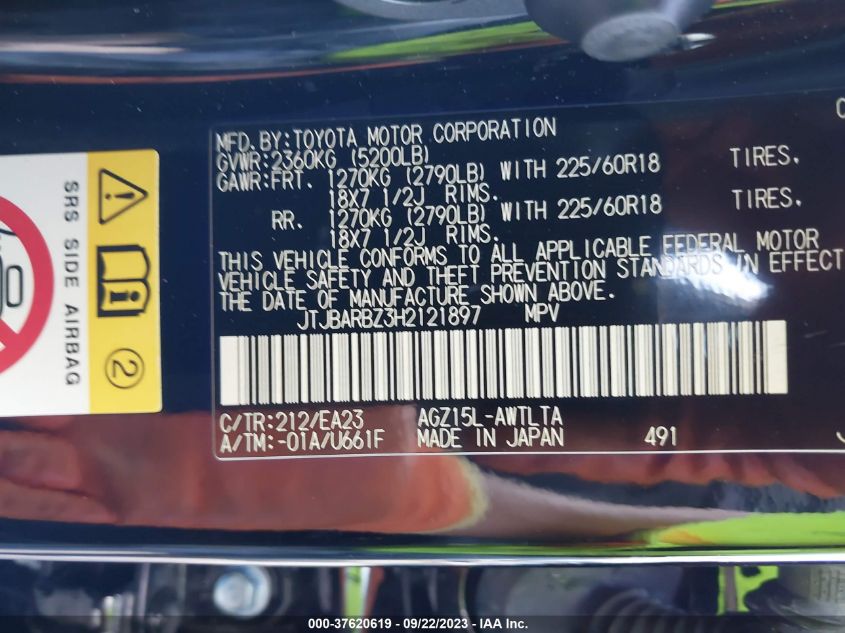 MFD.BY:TOYOTA MOTOR CORPORATION
GVWR:2360KG (5200LB)
GAWR:FRT. 1270KG (2790LB) WITH 225/60R18 TIRES.
18X7 1/2J RIMS.
RR. 1270KG (2790LB) WITH 225/60R18 TIRES.
18X7 1/2J RIMS.
THIS VEHICLE CONFORMS TO ALL APPLICABLE FEDERAL MOTOR
VEHICLE SAFETY AND THEFT PREVENTION STANDARDS IN EFFECT
THE DATE OF MANUFACTURE SHOWN ABOVE.
JTJBARBZ3H2121897 MPV
C/TR:212/EA23 AGZ15L-AWTLTA
A/TM:-01A/U661F MADE IN JAPAN 491
SRS SIDE AIRBAG
2
000-37620619 - 09/22/2023 - IAA Inc.